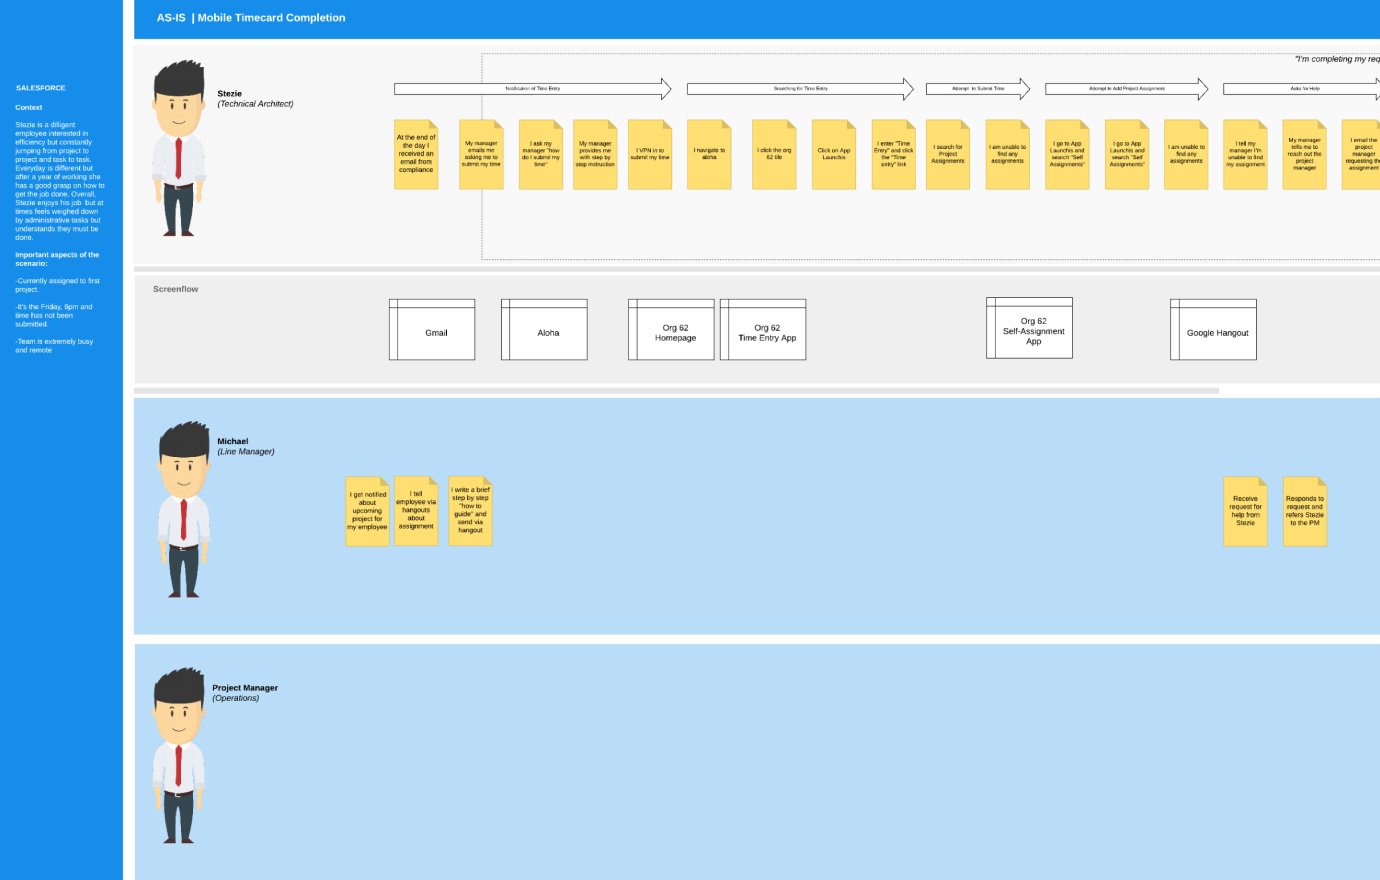 AS-IS | Mobile Timecard Completion
SALESFORCE
Context
Stezie is a dilligent
employee interested in
efficiency but constantly
jumping from project to
project and task to task.
Everyday is different but
after a year of working she
has a good grasp on how to
get the job done. Overall,
Stezie enjoys his job but at
times feels weighed down
by administrative tasks but
understands they must be
done.
Important aspects of the
scenario:
-Currently assigned to first
project.
-It's the Friday, 6pm and
time has not been
submitted.
-Team is extremely busy
and remote
Stezie
(Technical Architect)
"I'm completing my req
Notification of Time Entry
Searching for Time Entry
Attempt to Submit Time
Attempt to Add Project Assignment
Asks for Help
At the end of
the day I
received an
email from
compliance
My manager
emails me
asking me to
submit my time
I ask my
manager "how
do I submit my
time"
My manager
provides me
with step by
step instruction
I VPN in to
submit my time
I navigate to
aloha
I click the org
62 tile
Click on App
Launchis
I enter "Time
Entry" and click
the "Time
entry" link
I search for
Project
Assignments
I am unable to
find any
assignments
I go to App
Launchis and
search "Self
Assignments"
I go to App
Launchis and
search "Self
Assignments"
I am unable to
find any
assignments
I tell my
manager I'm
unable to find
my assignment
My manager
tells me to
reach out the
project
manager
I email the
project
manager
requesting the
assignment
Screenflow
Gmail
Aloha
Org 62
Homepage
Org 62
Time Entry App
Org 62
Self-Assignment
App
Google Hangout
Michael
(Line Manager)
I get notified
about
upcoming
project for
my employee
I tell
employee via
hangouts
about
assignment
I write a brief
step by step
"how to
guide" and
send via
hangout
Receive
request for
help from
Stezie
Responds to
request and
refers Stezie
to the PM
Project Manager
(Operations)